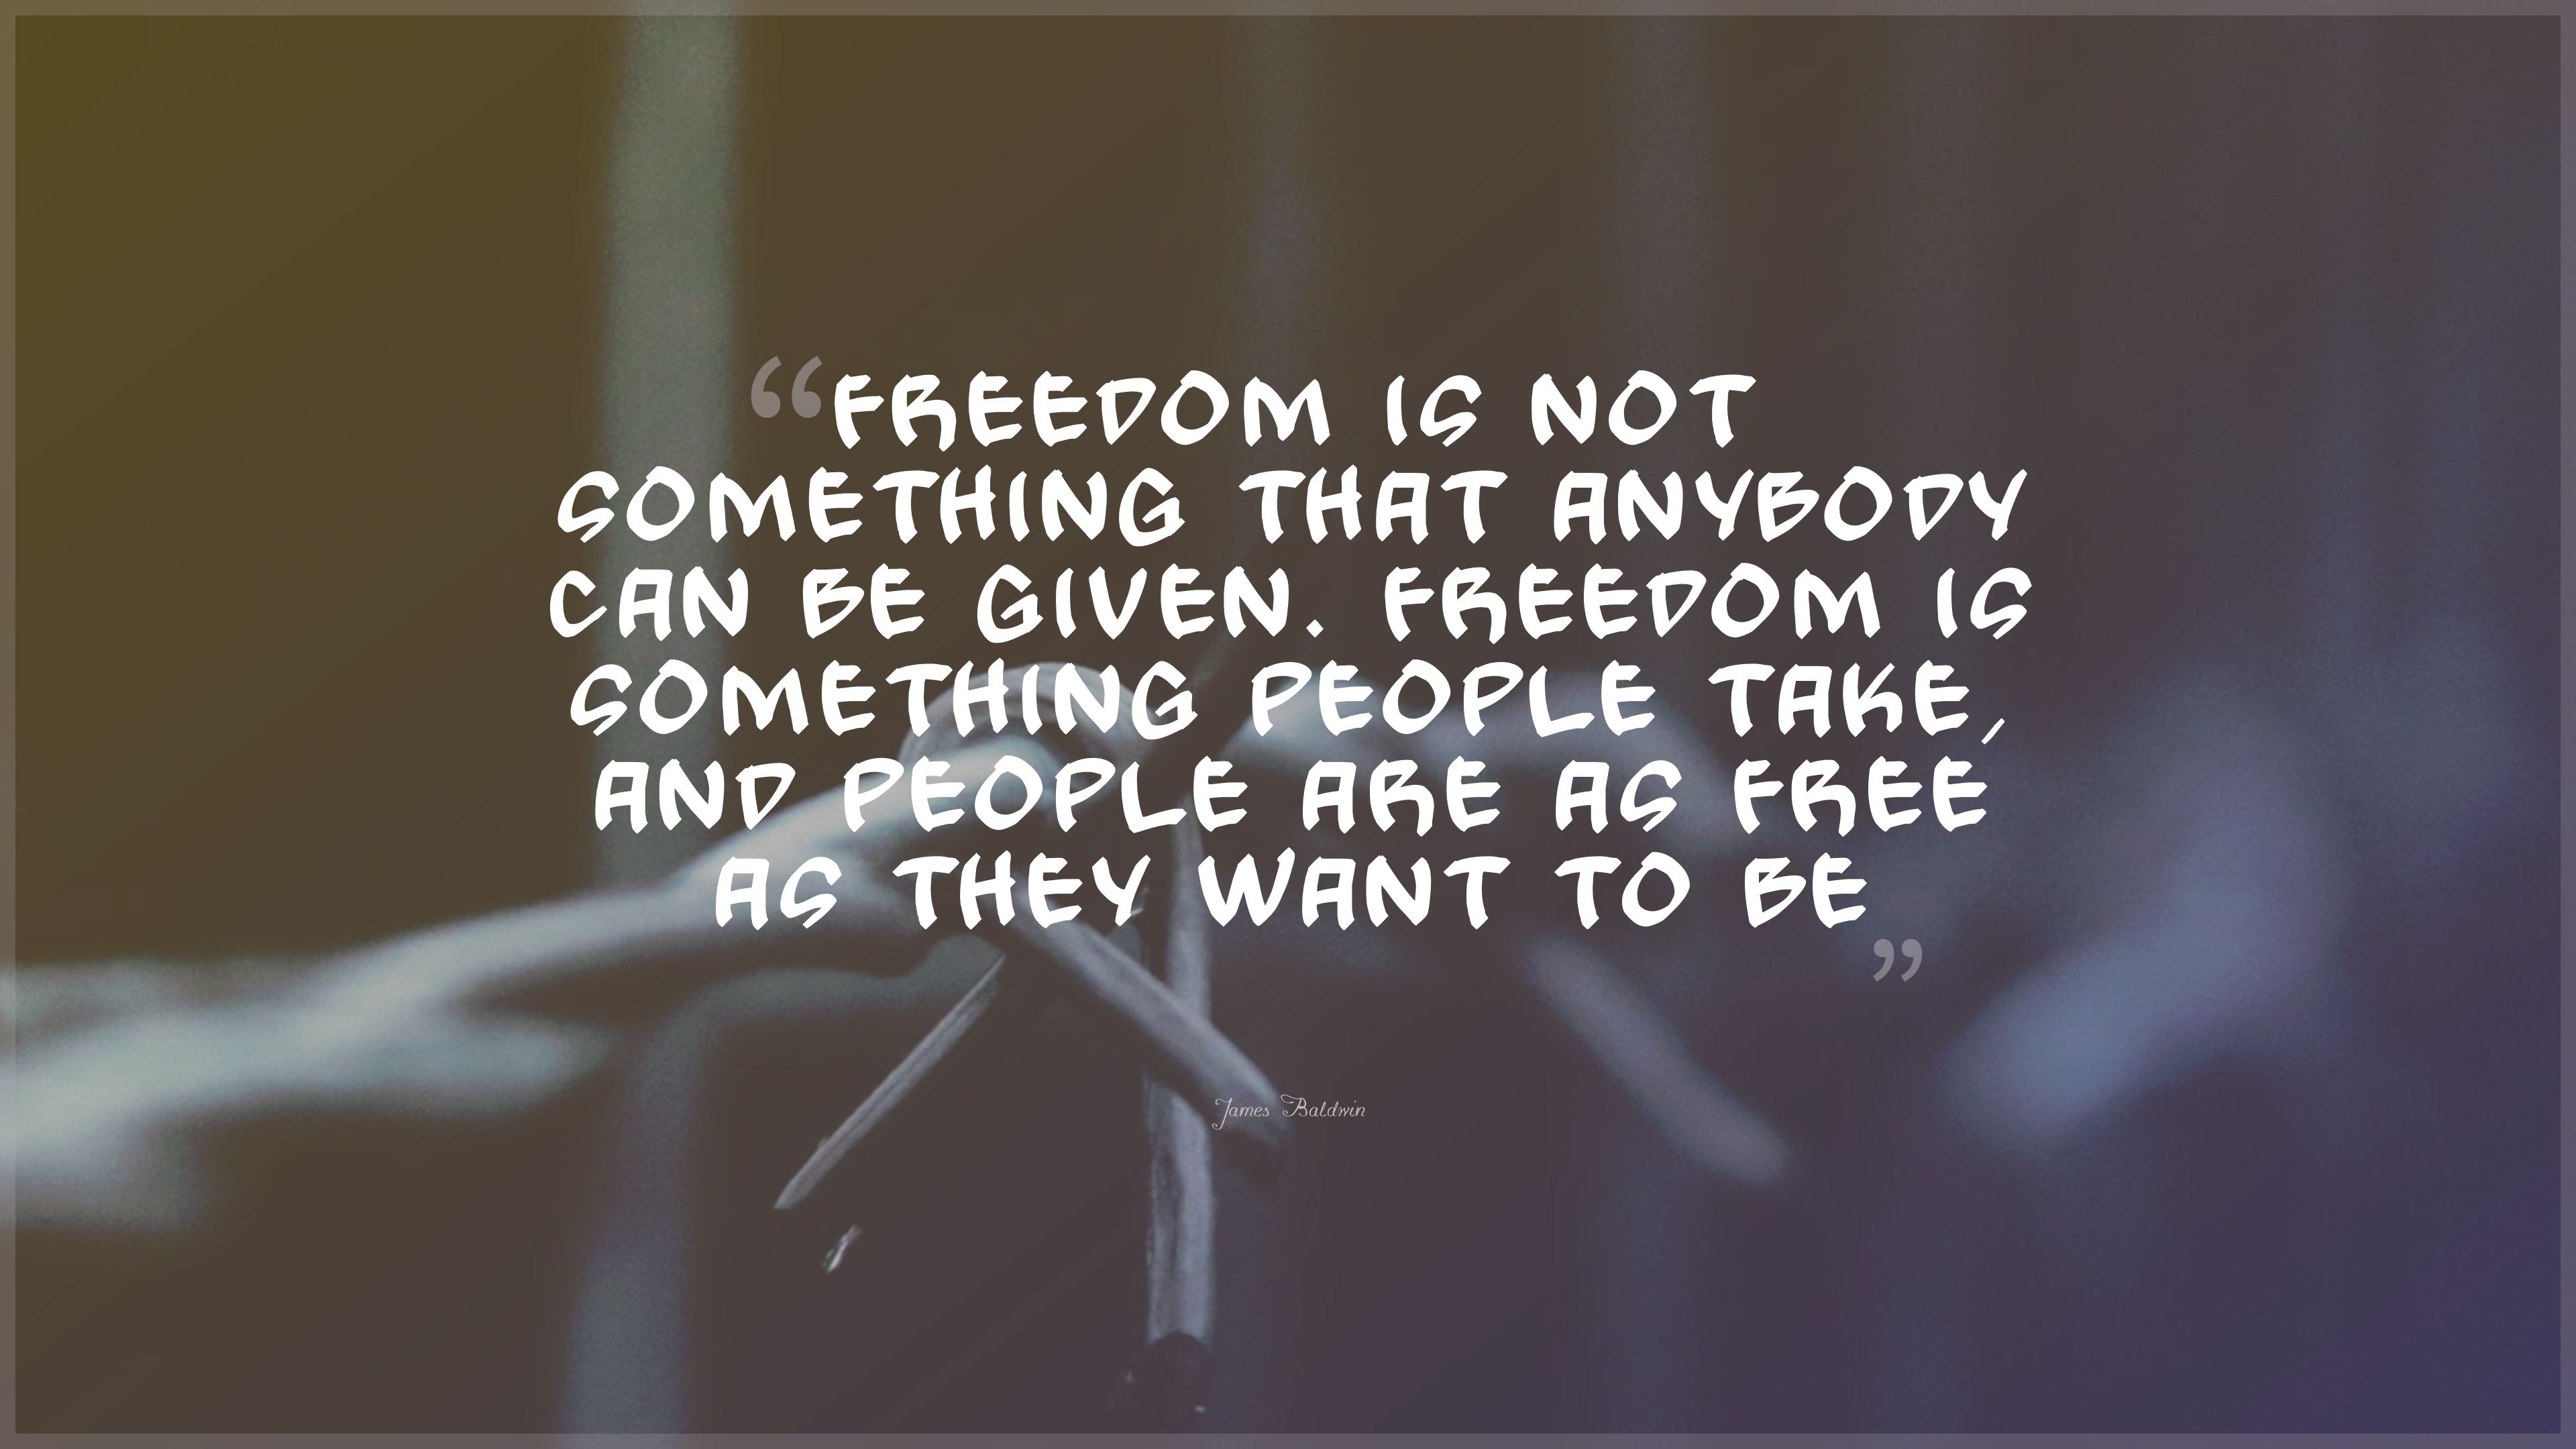 “FREEDOM IS NOT
SOMETHING THAT ANYBODY
CAN BE GIVEN. FREEDOM IS
SOMETHING PEOPLE TAKE,
AND PEOPLE ARE AS FREE
AS THEY WANT TO BE
”
James Baldwin